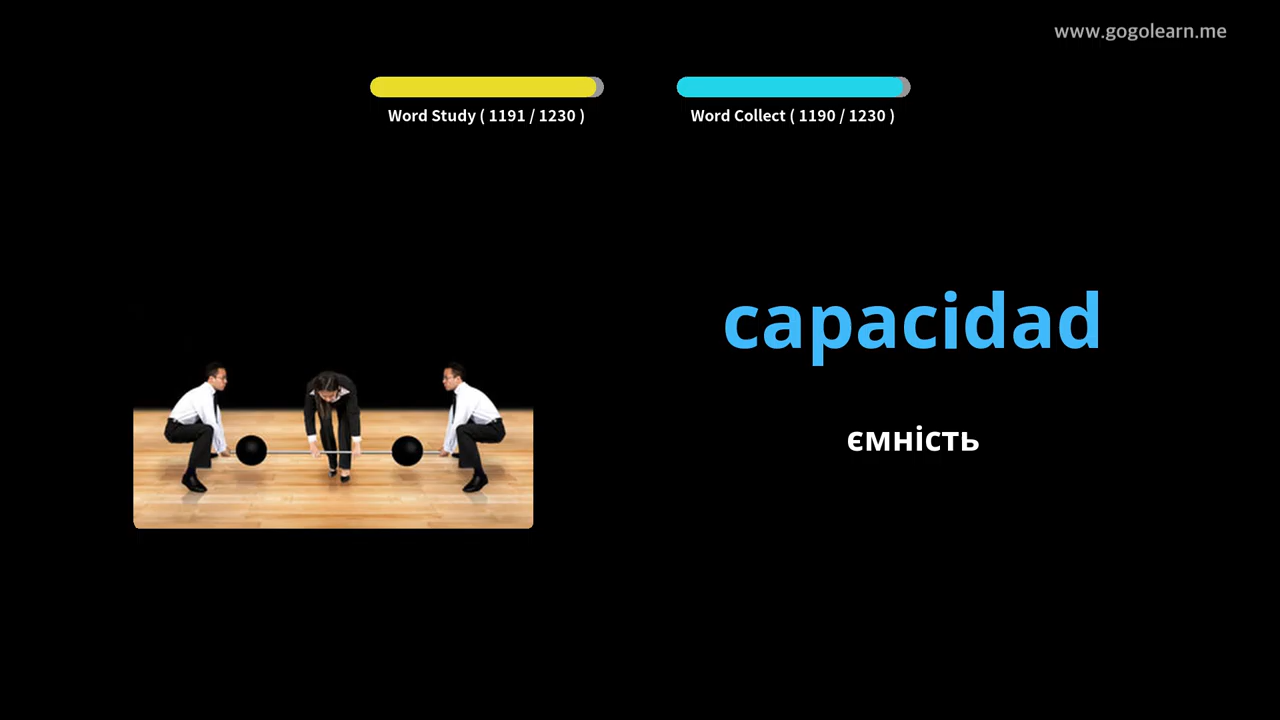 www.gogolearn.me
Word Study ( 1191 / 1230 )
Word Collect ( 1190 / 1230 )
capacidad
ємність